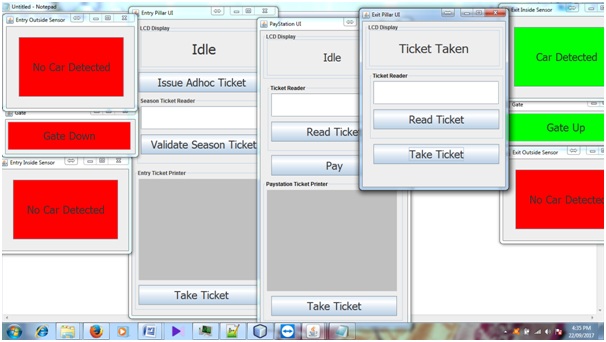 Untitled - Notepad
Entry Outside Sensor
No Car Detected
Gate
Gate Down
Entry Inside Sensor
No Car Detected
Entry Pillar UI
LCD Display
Idle
Issue Adhoc Ticket
Season Ticket Reader
Validate Season Ticket
Entry Ticket Printer
Take Ticket
PayStation UI
LCD Display
Idle
Ticket Reader
Read Ticket
Pay
Paystation Ticket Printer
Take Ticket
Exit Pillar UI
LCD Display
Ticket Taken
Ticket Reader
Read Ticket
Take Ticket
Exit Inside Sensor
Car Detected
Gate
Gate Up
Exit Outside Sensor
No Car Detected
4:35 PM
22/09/2017